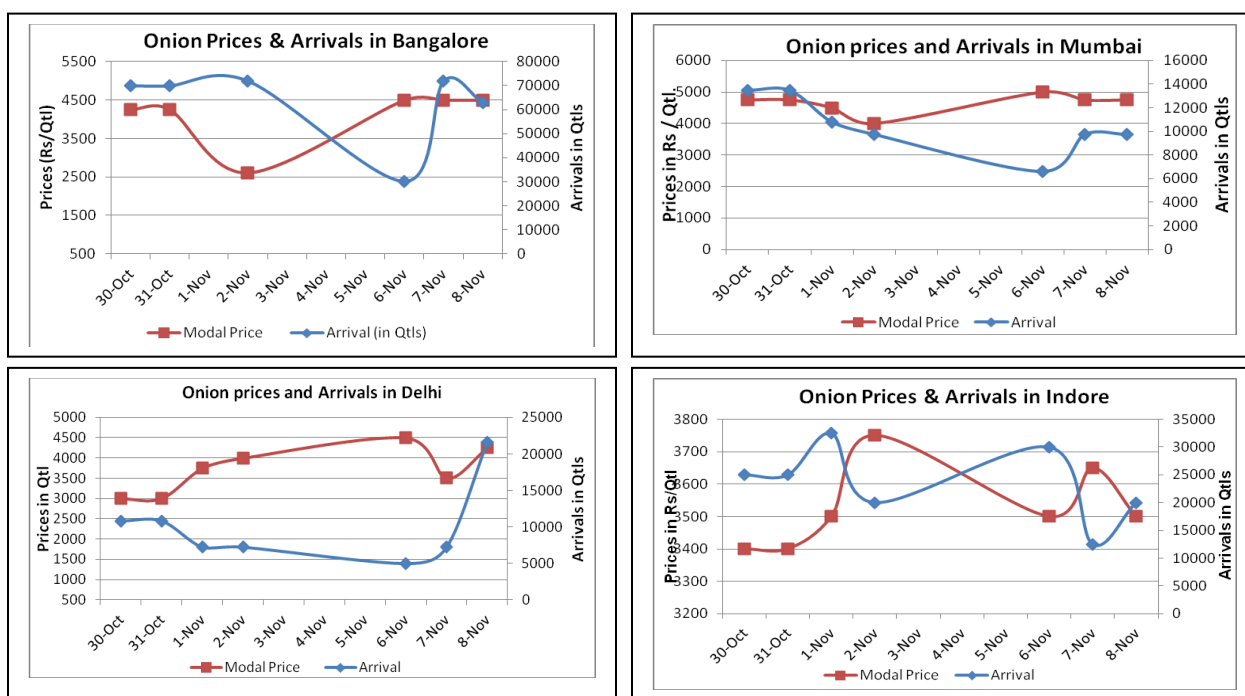 Onion Prices & Arrivals in Bangalore
Prices (Rs/Qtl)
5500
4500
3500
2500
1500
500
80000
70000
60000
50000
40000
30000
20000
10000
0
Arrivals in Qtls
30-Oct
31-Oct
1-Nov
2-Nov
3-Nov
4-Nov
5-Nov
6-Nov
7-Nov
8-Nov
Modal Price
Arrival (in Qtls)
Onion prices and Arrivals in Mumbai
Prices in Rs / Qtl
6000
5000
4000
3000
2000
1000
0
16000
14000
12000
10000
8000
6000
4000
2000
0
Arrivals in Qtls
30-Oct
31-Oct
1-Nov
2-Nov
3-Nov
4-Nov
5-Nov
6-Nov
7-Nov
8-Nov
Modal Price
Arrival
Onion prices and Arrivals in Delhi
Prices in Qtl
5000
4500
4000
3500
3000
2500
2000
1500
1000
500
25000
20000
15000
10000
5000
0
Arrivals in Qtls
30-Oct
31-Oct
1-Nov
2-Nov
3-Nov
4-Nov
5-Nov
6-Nov
7-Nov
8-Nov
Modal Price
Arrival
Onion Prices & Arrivals in Indore
Prices in Rs/Qtl
3800
3700
3600
3500
3400
3300
3200
35000
30000
25000
20000
15000
10000
5000
0
Arrivals in Qtls
30-Oct
31-Oct
1-Nov
2-Nov
3-Nov
4-Nov
5-Nov
6-Nov
7-Nov
8-Nov
Modal Price
Arrival